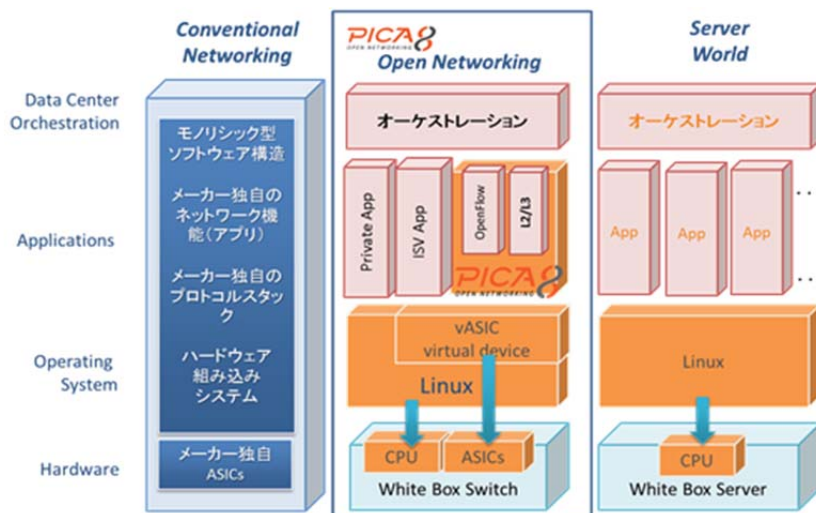 Conventional
Networking
PICA8
OPEN NETWORKING
Open Networking
Server
World
Data Center
Orchestration
Applications
Operating
System
Hardware
モノリシック型
ソフトウェア構造
メーカー独自の
ネットワーク機
能(アプリ)
メーカー独自の
プロトコルスタッ
ク
ハードウェア
組み込み
システム
メーカー独自
ASICs
オーケストレーション
Private App
ISV App
OpenFlow
L2/L3
PICA8
OPEN NETWORKING
vASIC
virtual device
Linux
CPU
ASICs
White Box Switch
オーケストレーション
App
App
App
. .
. .
Linux
CPU
White Box Server